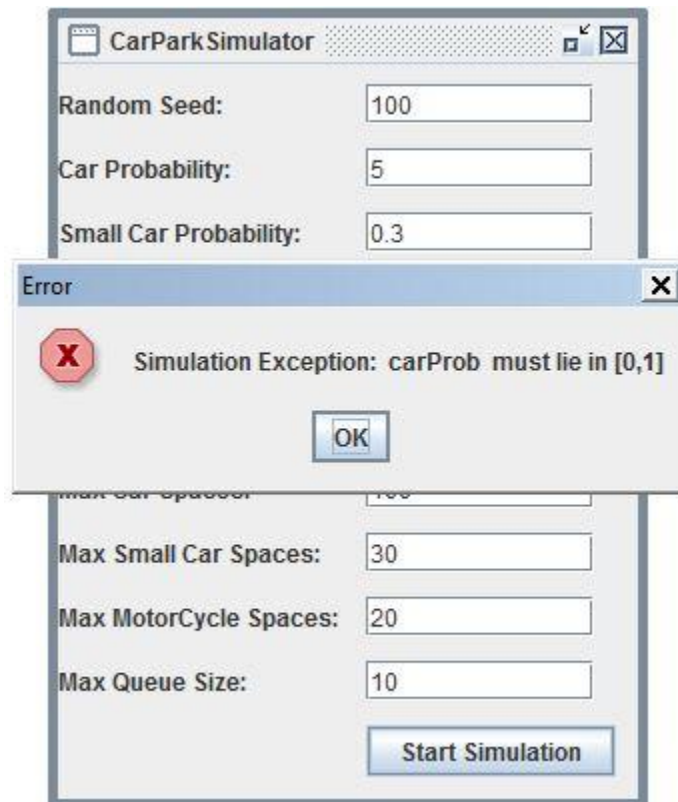 CarParkSimulator
Random Seed: 100
Car Probability: 5
Small Car Probability: 0.3
Error
X Simulation Exception: carProb must lie in [0,1]
OK
Max Small Car Spaces: 30
Max MotorCycle Spaces: 20
Max Queue Size: 10
Start Simulation